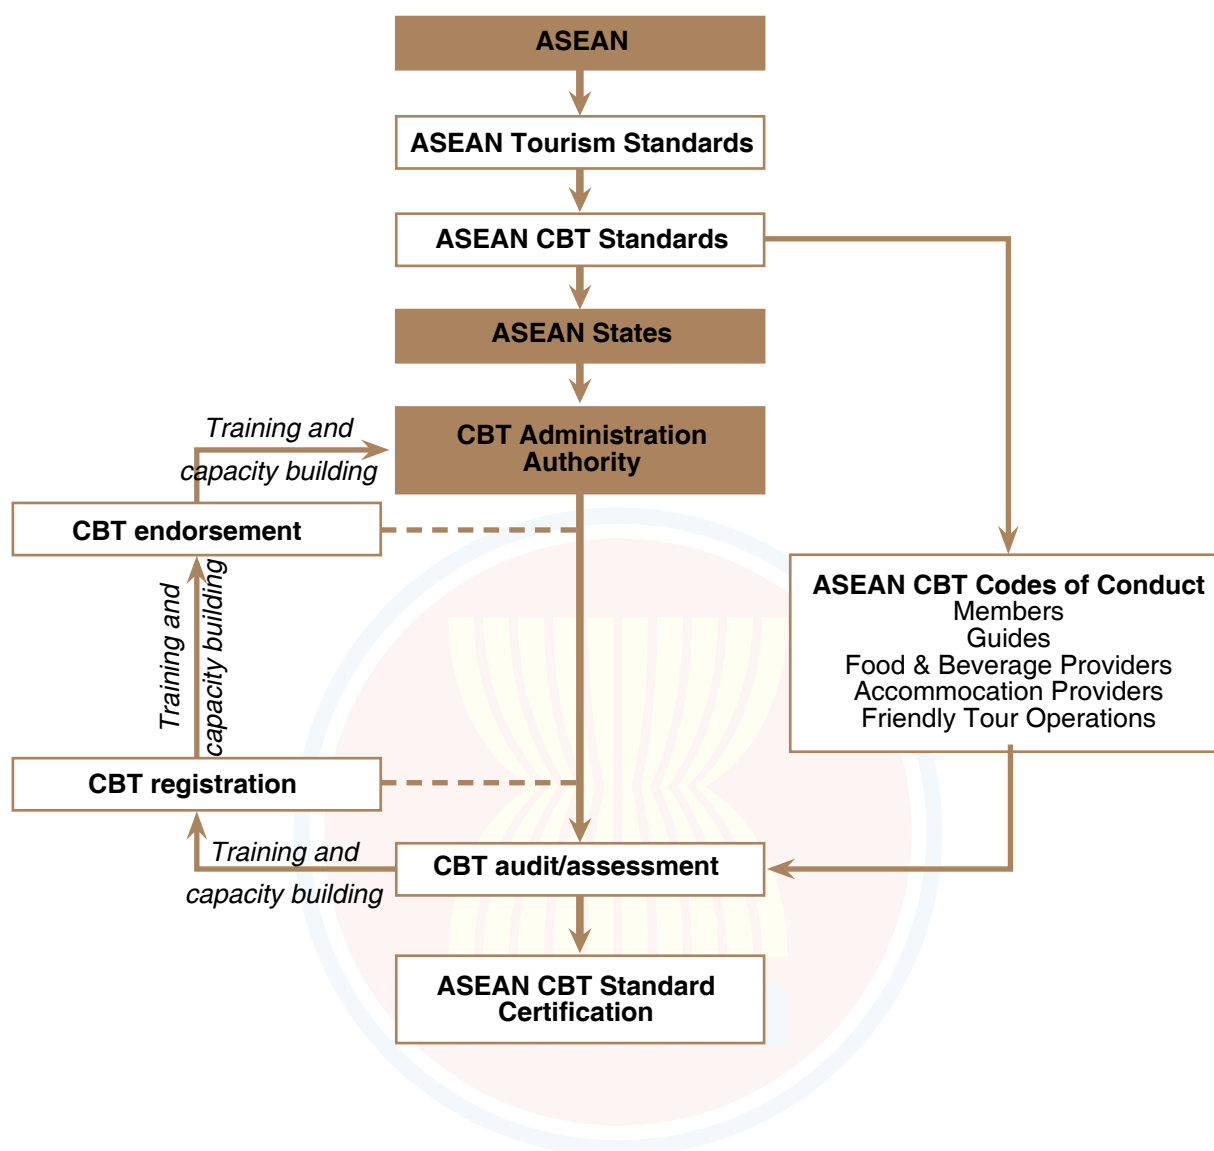 ASEAN
ASEAN Tourism Standards
ASEAN CBT Standards
ASEAN States
CBT Administration
Authority
Training and
capacity building
CBT endorsement
Training and
capacity building
ASEAN CBT Codes of Conduct
Members
Guides
Food & Beverage Providers
Accommocation Providers
Friendly Tour Operations
CBT registration
Training and
capacity building
CBT audit/assessment
ASEAN CBT Standard
Certification